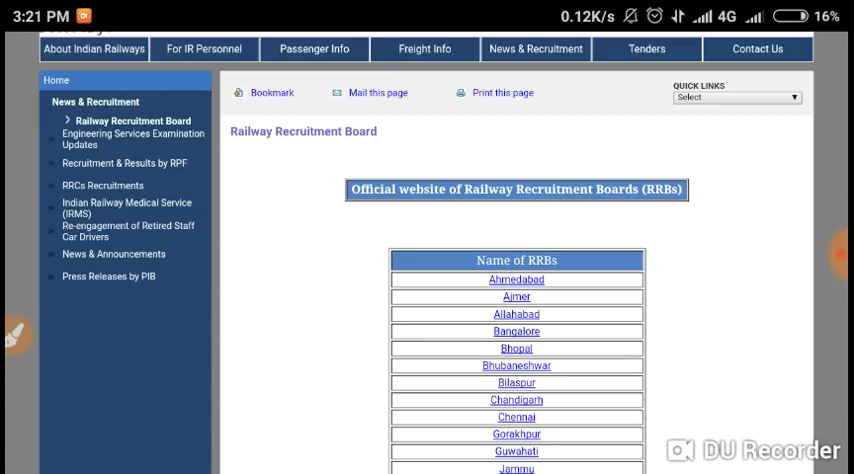 3:21 PM
0.12K/s
4G
16%
About Indian Railways
For IR Personnel
Passenger Info
Freight Info
News & Recruitment
Tenders
Contact Us
Home
News & Recruitment
Railway Recruitment Board
Engineering Services Examination
Updates
Recruitment & Results by RPF
RRCs Recruitments
Indian Railway Medical Service
(IRMS)
Re-engagement of Retired Staff
Car Drivers
News & Announcements
Press Releases by PIB
Bookmark
Mail this page
Print this page
QUICK LINKS
Select
Railway Recruitment Board
Official website of Railway Recruitment Boards (RRBs)
Name of RRBs
Ahmedabad
Ajmer
Allahabad
Bangalore
Bhopal
Bhubaneshwar
Bilaspur
Chandigarh
Chennai
Gorakhpur
Guwahati
Jammu
DU Recorder